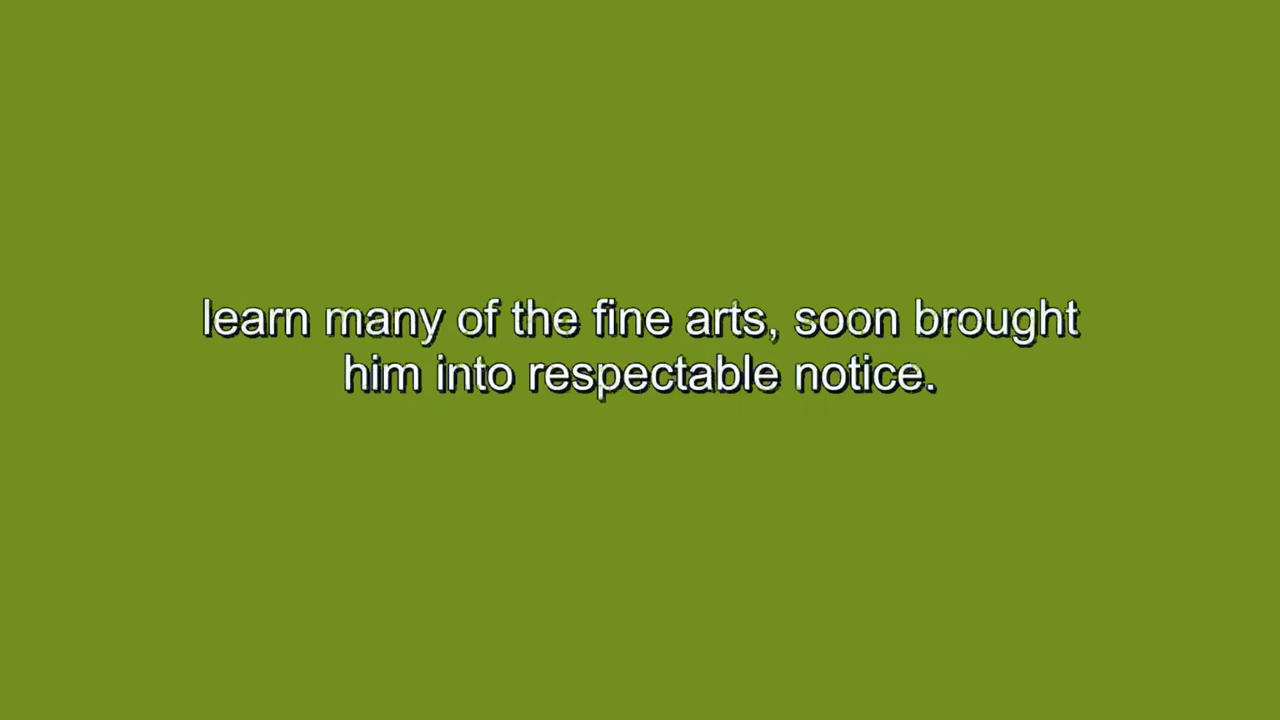 learn many of the fine arts, soon brought
him into respectable notice.